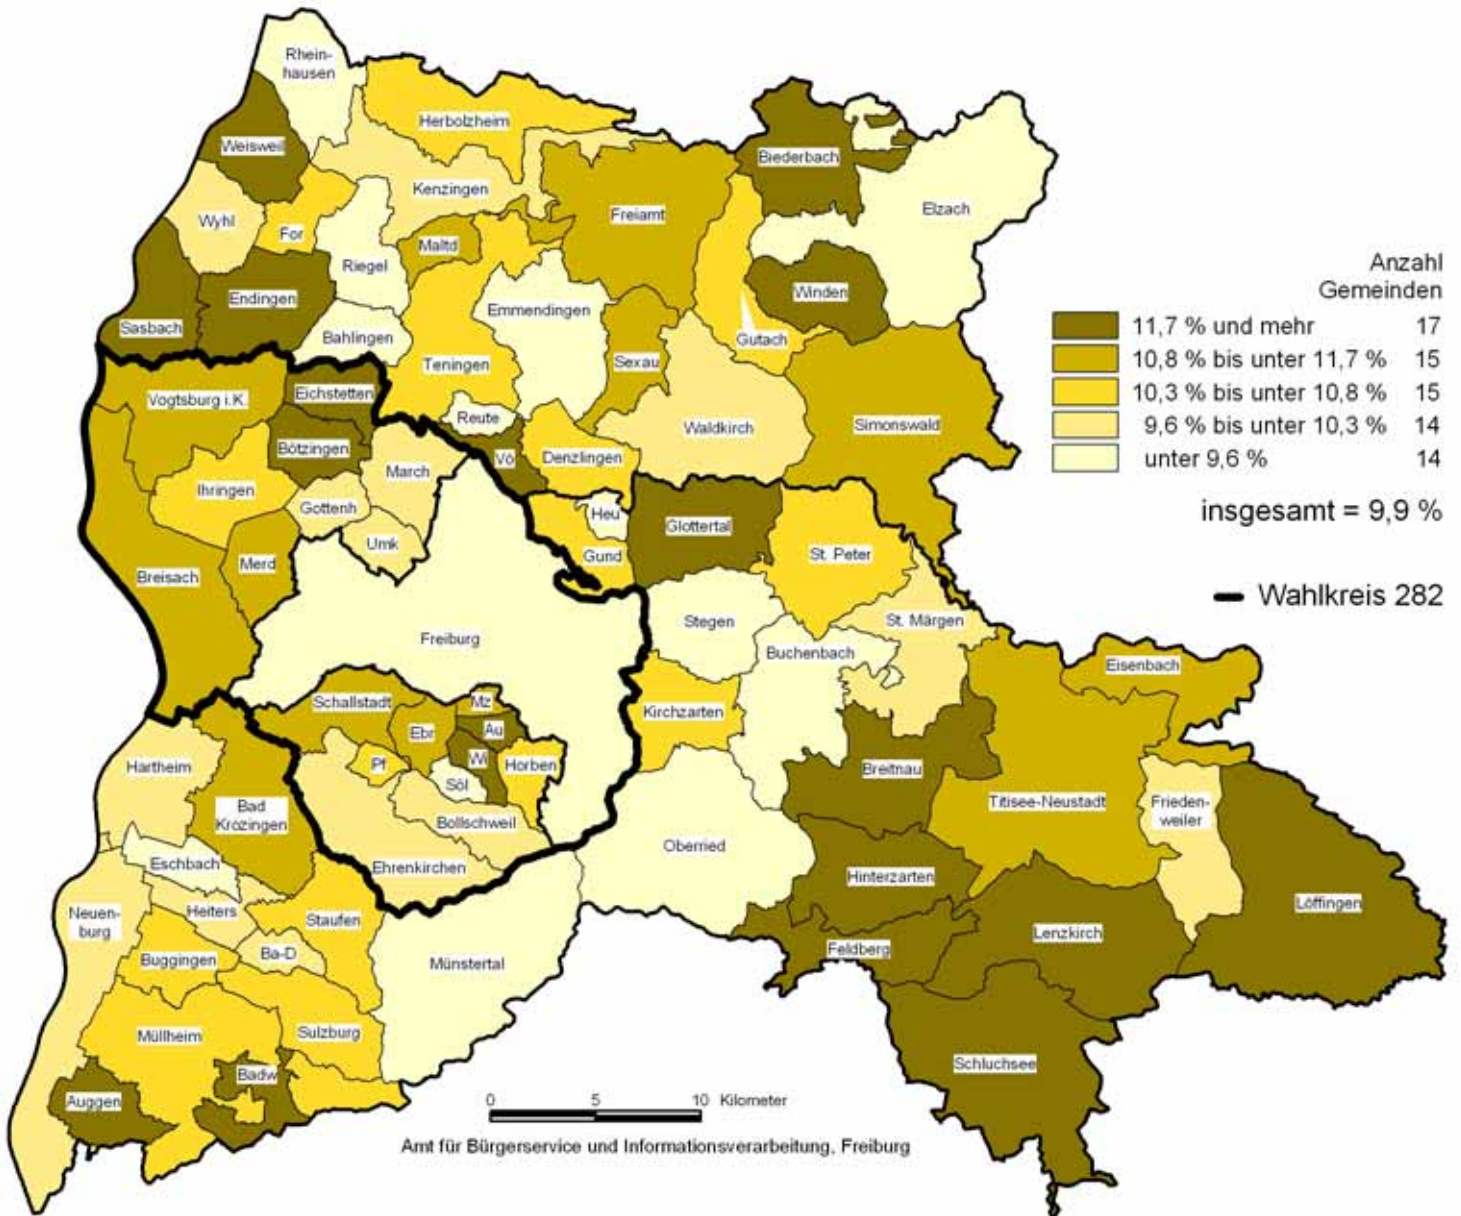 Rhein-
hausen
Herbolzheim
Weisweil
Biederbach
Kenzingen
Elzach
Wyhl
Freiamt
For
Maltd
Riegel
Endingen
Winden
Emmendingen
Sasbach
Bahlingen
Gutach
Teningen
Sexau
Eichstetten
Vogtsburg i.K.
Reute
Waldkirch
Simonswald
Bötzingen
Vö
Denzlingen
March
Ihringen
Gottenh
Heu
Glottertal
Umk
Gund
St. Peter
Merd
Breisach
Stegen
St. Märgen
Freiburg
Buchenbach
Eisenbach
Schallstadt
Mz
Kirchzarten
Ebr
Au
Hartheim
Pf
Wi
Horben
Breitnau
Söl
Titisee-Neustadt
Frieden-
weiler
Bad
Krozingen
Bollschweil
Oberried
Eschbach
Ehrenkirchen
Hinterzarten
Löffingen
Neuen-
burg
Heiters
Staufen
Lenzkirch
Buggingen
Ba-D
Feldberg
Münstertal
Müllheim
Sulzburg
Schluchsee
Badw
Auggen
Anzahl
Gemeinden
11,7 % und mehr 17
10,8 % bis unter 11,7 % 15
10,3 % bis unter 10,8 % 15
9,6 % bis unter 10,3 % 14
unter 9,6 % 14
insgesamt = 9,9 %
Wahlkreis 282
0 5 10 Kilometer
Amt für Bürgerservice und Informationsverarbeitung, Freiburg